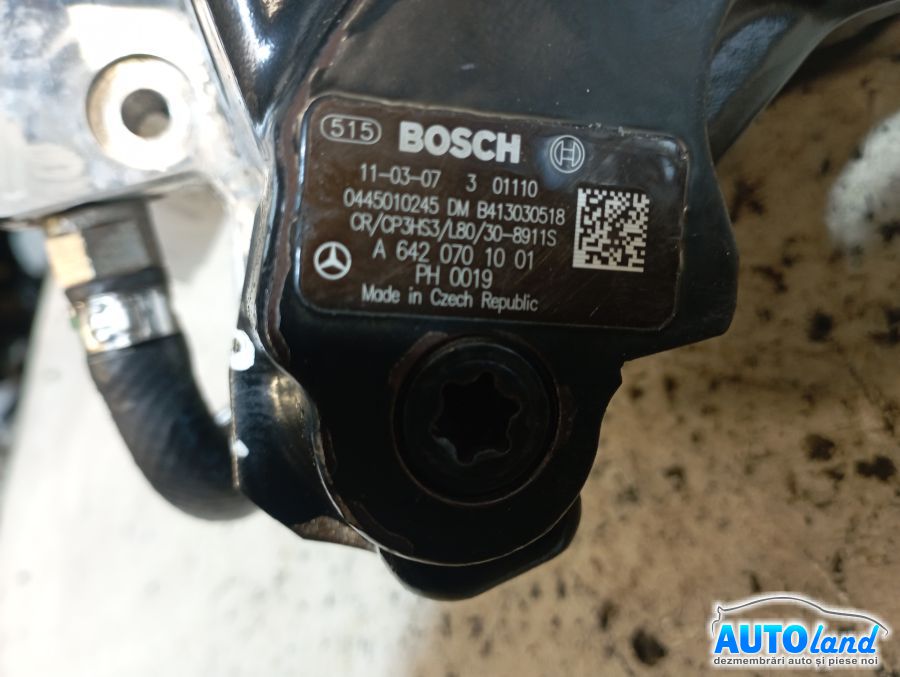 515 BOSCH
11-03-07 3 01110
0445010245 DM B413030518
CR/CP3HS3/L80/30-8911S
A 642 070 10 01
PH 0019
Made in Czech Republic
AUTOland
dezmembrări auto și piese noi